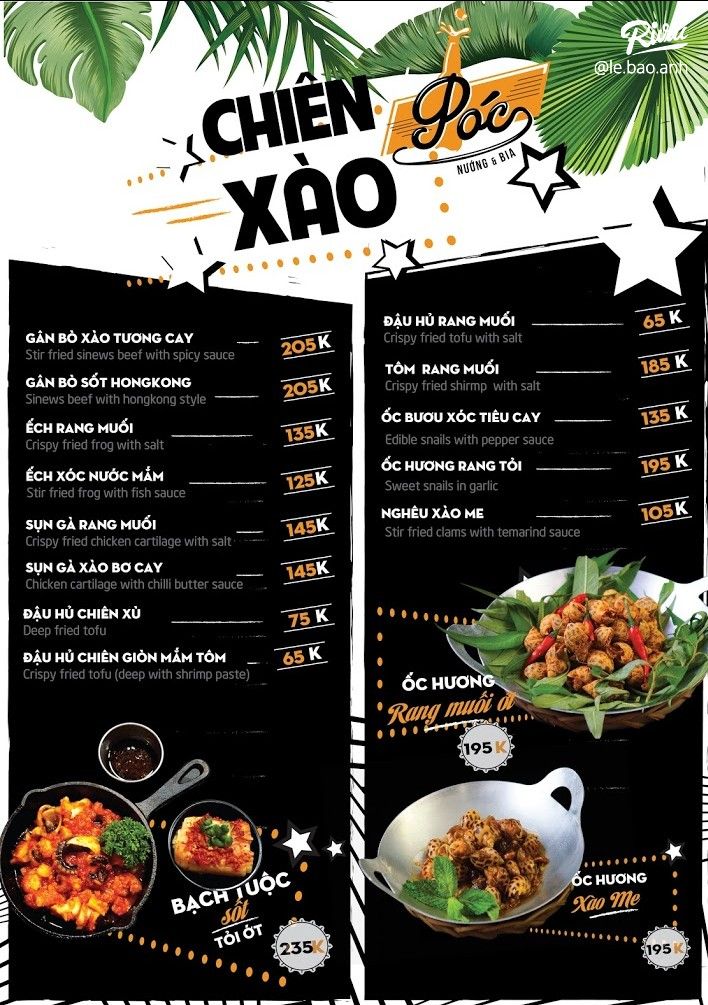 Rivia
@le.bao.anh
CHIÊN
XÀO
Póc
NƯỚNG & BIA
GÂN BÒ XÀO TƯƠNG CAY 205K
Stir fried sinews beef with spicy sauce
GÂN BÒ SỐT HONGKONG 205K
Sinews beef with hongkong style
ẾCH RANG MUỐI 135K
Crispy fried frog with salt
ẾCH XÓC NƯỚC MẮM 125K
Stir fried frog with fish sauce
SỤN GÀ RANG MUỐI 145K
Crispy fried chicken cartilage with salt
SỤN GÀ XÀO BƠ CAY 145K
Chicken cartilage with chilli butter sauce
ĐẬU HỦ CHIÊN XÙ 75 K
Deep fried tofu
ĐẬU HỦ CHIÊN GIÒN MẮM TÔM 65 K
Crispy fried tofu (deep with shrimp paste)
BẠCH TUỘC
sốt
TỎI ỚT
235K
ĐẬU HỦ RANG MUỐI 65 K
Crispy fried tofu with salt
TÔM RANG MUỐI 185 K
Crispy fried shirmp with salt
ỐC BƯƠU XÓC TIÊU CAY 135 K
Edible snails with pepper sauce
ỐC HƯƠNG RANG TỎI 195 K
Sweet snails in garlic
NGHÊU XÀO ME 105 K
Stir fried clams with temarind sauce
ỐC HƯƠNG
Rang muối ớt
195 K
ỐC HƯƠNG
Xào Me
195 K